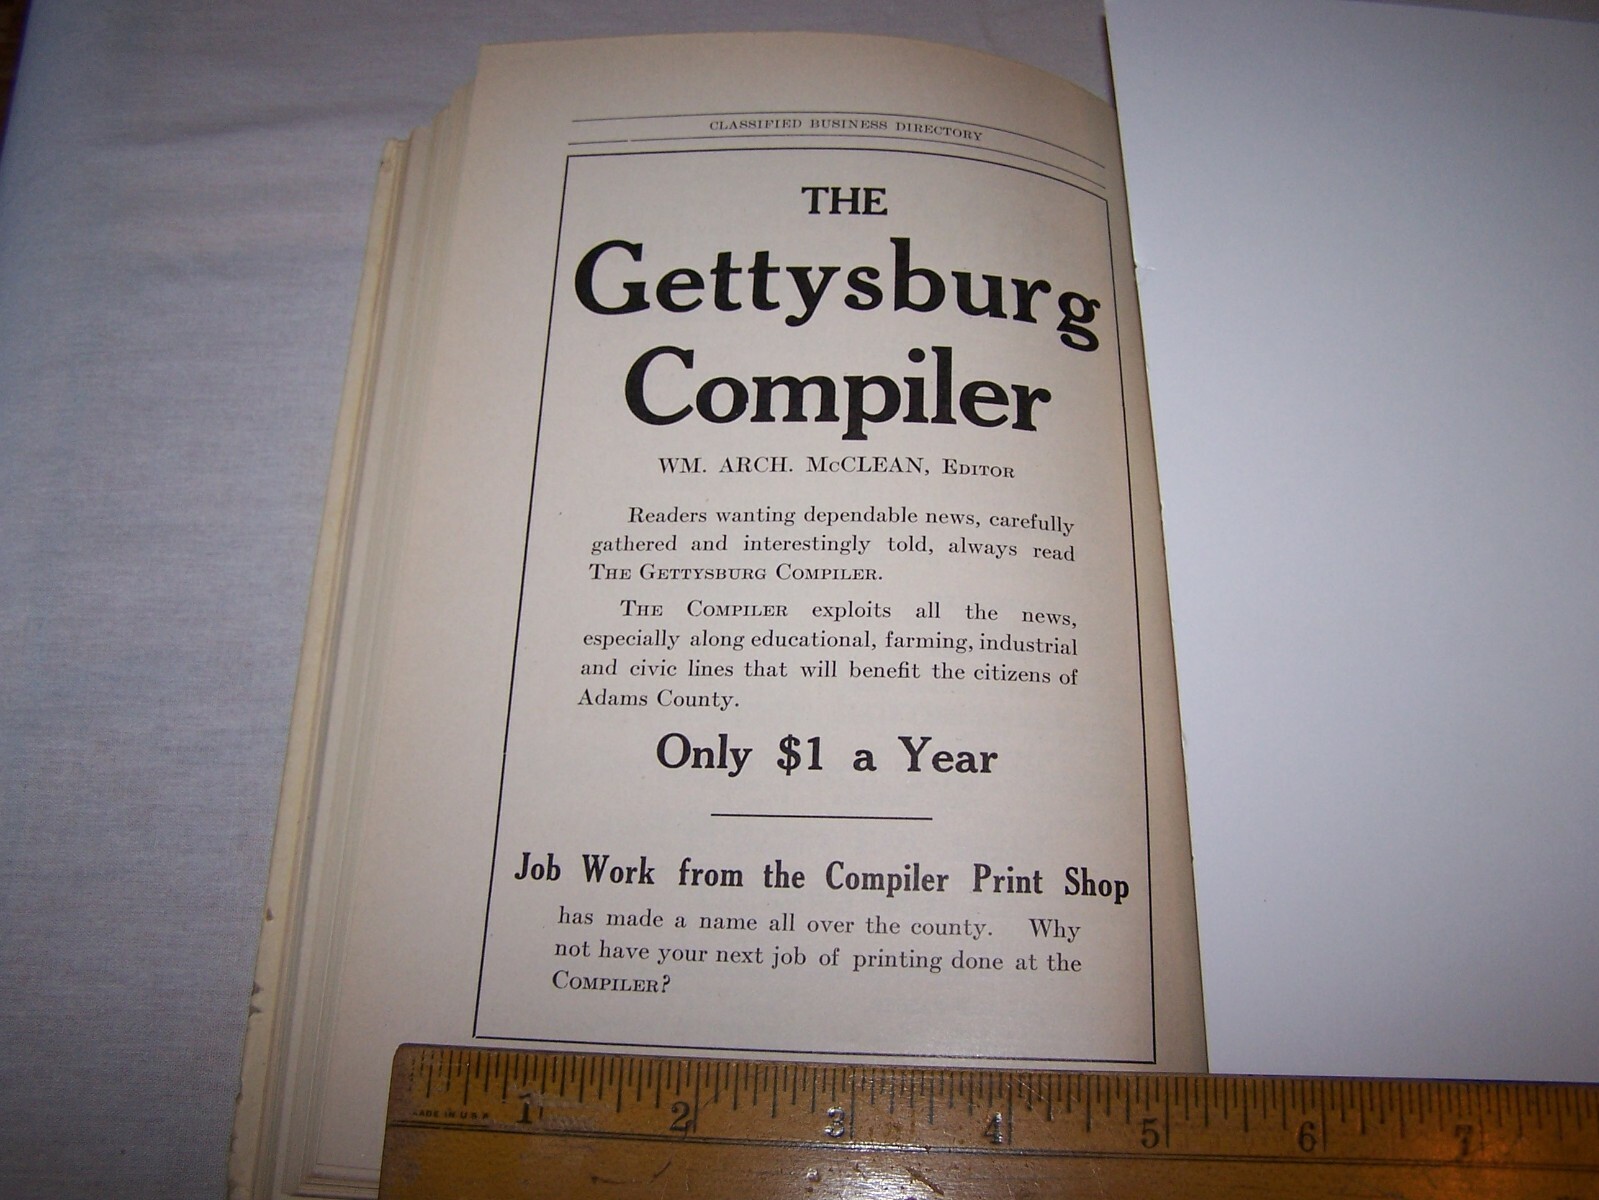 CLASSIFIED BUSINESS DIRECTORY
THE
Gettysburg
Compiler
WM. ARCH. McCLEAN, EDITOR
Readers wanting dependable news, carefully
gathered and interestingly told, always read
THE GETTYSBURG COMPILER.
THE COMPILER exploits all the news,
especially along educational, farming, industrial
and civic lines that will benefit the citizens of
Adams County.
Only $1 a Year
Job Work from the Compiler Print Shop
has made a name all over the county. Why
not have your next job of printing done at the
COMPILER?
MADE IN U.S.A.
1 2 3 4 5 6 7